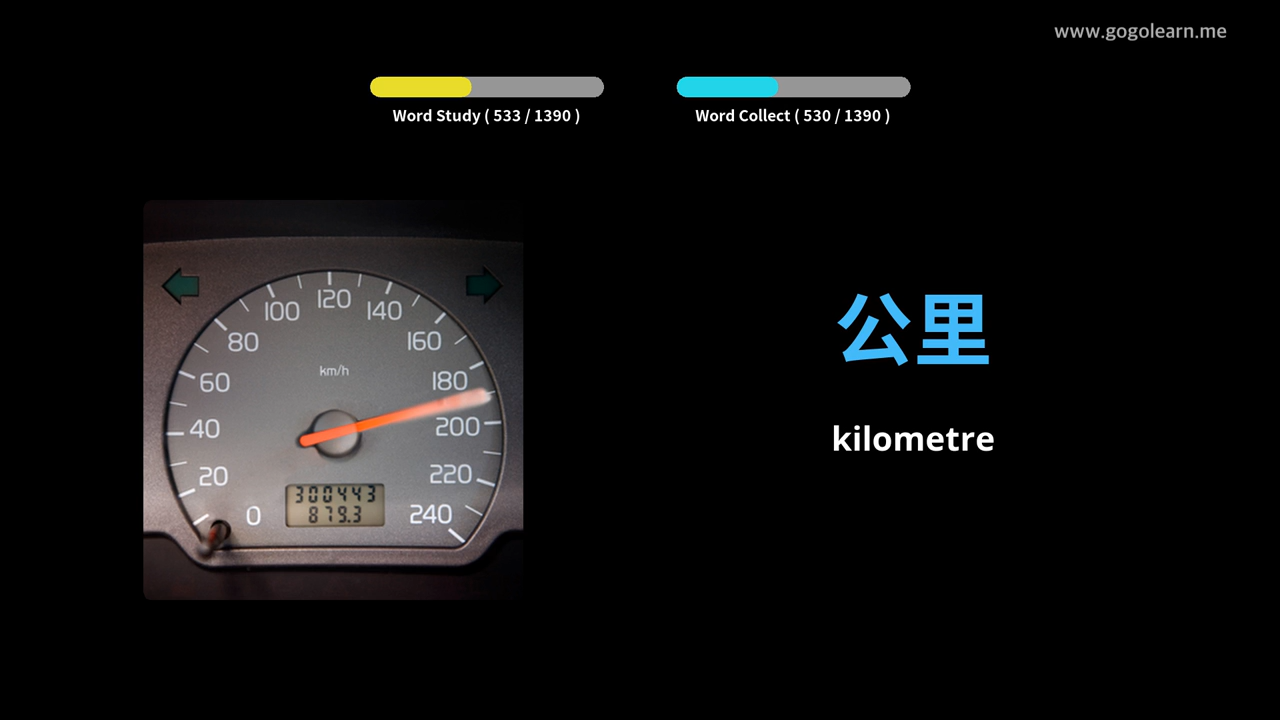 www.gogolearn.me
Word Study ( 533 / 1390 )
Word Collect ( 530 / 1390 )
120
100
140
80
160
km/h
60
180
40
200
20
220
300443
0
240
879.3
公里
kilometre